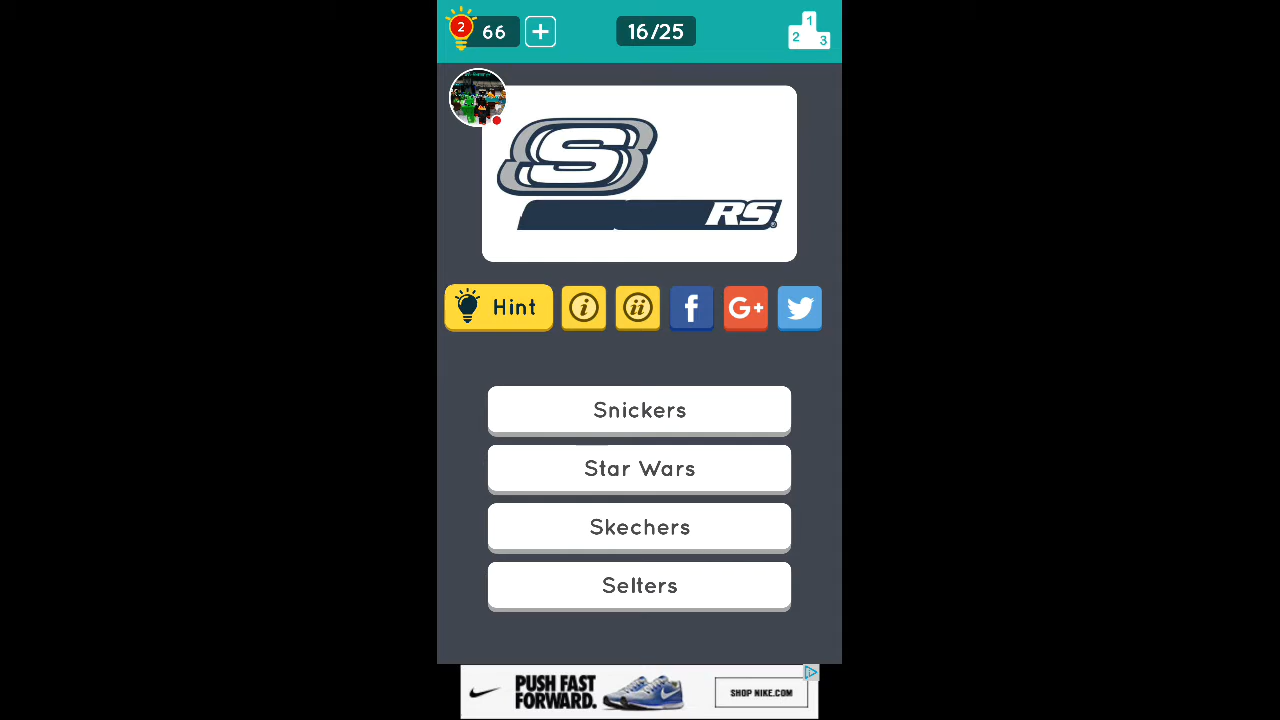 2 66 + 16/25
1
2 3
S
RS®
Hint i ii f G+
Snickers
Star Wars
Skechers
Selters
PUSH FAST
FORWARD.
SHOP NIKE.COM